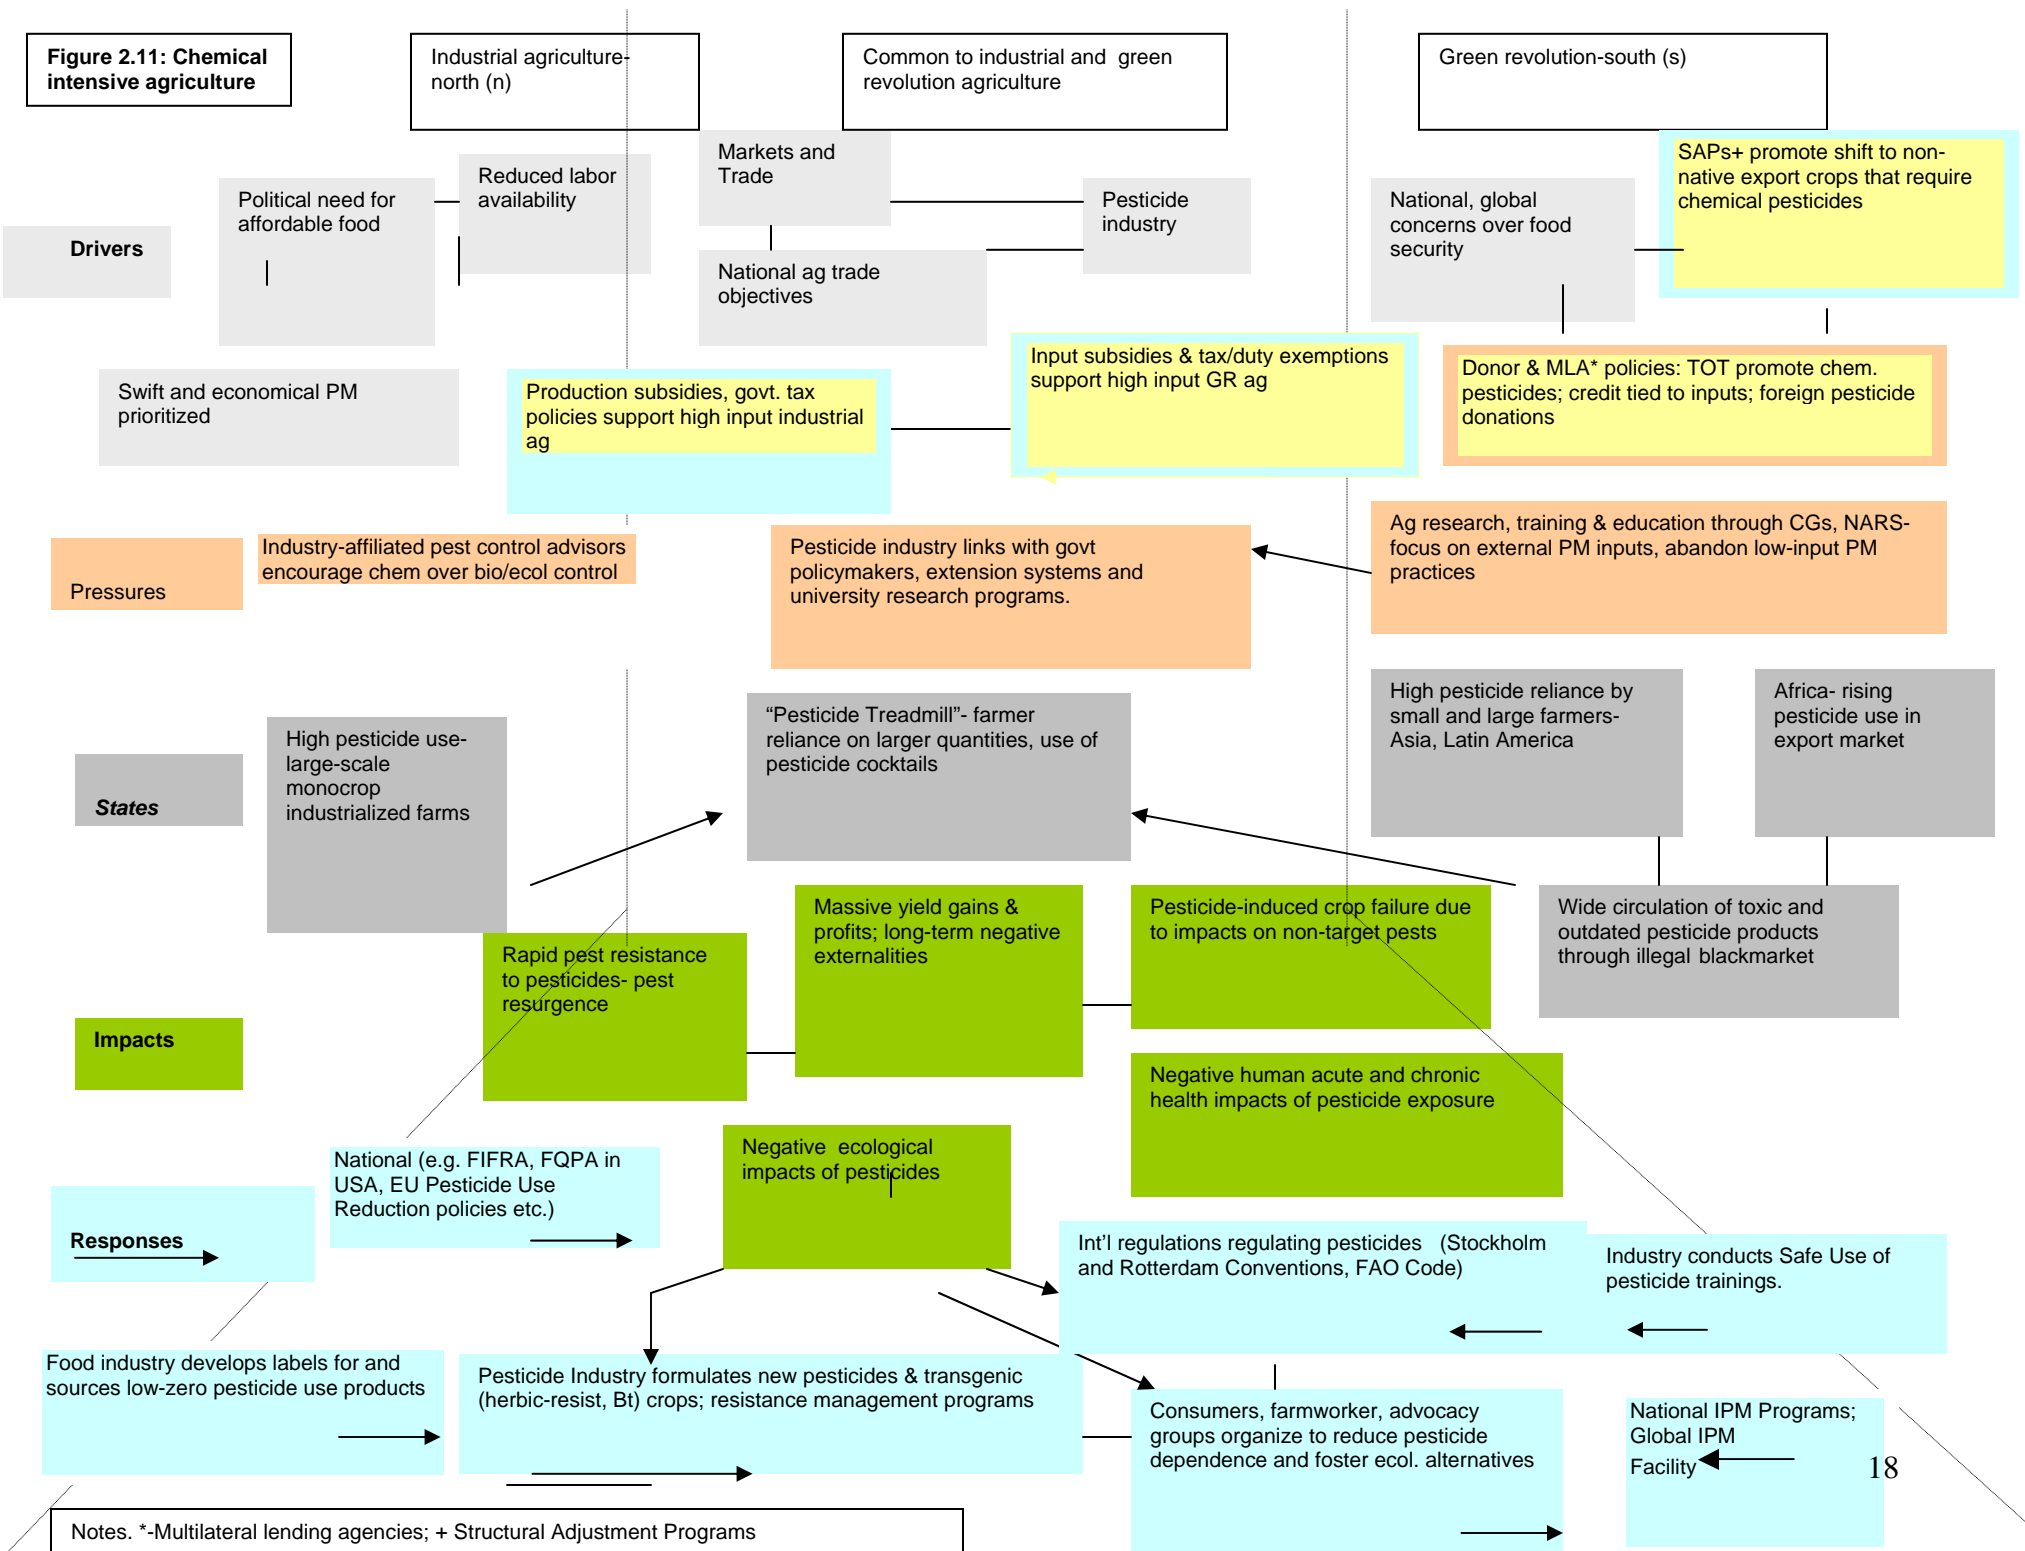 Figure 2.11: Chemical
intensive agriculture
Industrial agriculture-
north (n)
Common to industrial and green
revolution agriculture
Green revolution-south (s)
Drivers
Political need for
affordable food
Reduced labor
availability
Markets and
Trade
Pesticide
industry
National ag trade
objectives
National, global
concerns over food
security
SAPs+ promote shift to non-
native export crops that require
chemical pesticides
Swift and economical PM
prioritized
Production subsidies, govt. tax
policies support high input industrial
ag
Input subsidies & tax/duty exemptions
support high input GR ag
Donor & MLA* policies: TOT promote chem.
pesticides; credit tied to inputs; foreign pesticide
donations
Pressures
Industry-affiliated pest control advisors
encourage chem over bio/ecol control
Pesticide industry links with govt
policymakers, extension systems and
university research programs.
Ag research, training & education through CGs, NARS-
focus on external PM inputs, abandon low-input PM
practices
States
High pesticide use-
large-scale
monocrop
industrialized farms
“Pesticide Treadmill”- farmer
reliance on larger quantities, use of
pesticide cocktails
High pesticide reliance by
small and large farmers-
Asia, Latin America
Africa- rising
pesticide use in
export market
Wide circulation of toxic and
outdated pesticide products
through illegal blackmarket
Impacts
Rapid pest resistance
to pesticides- pest
resurgence
Massive yield gains &
profits; long-term negative
externalities
Pesticide-induced crop failure due
to impacts on non-target pests
Negative human acute and chronic
health impacts of pesticide exposure
Negative ecological
impacts of pesticides
Responses
National (e.g. FIFRA, FQPA in
USA, EU Pesticide Use
Reduction policies etc.)
Int'l regulations regulating pesticides (Stockholm
and Rotterdam Conventions, FAO Code)
Industry conducts Safe Use of
pesticide trainings.
Food industry develops labels for and
sources low-zero pesticide use products
Pesticide Industry formulates new pesticides & transgenic
(herbic-resist, Bt) crops; resistance management programs
Consumers, farmworker, advocacy
groups organize to reduce pesticide
dependence and foster ecol. alternatives
National IPM Programs;
Global IPM
Facility
18
Notes. *-Multilateral lending agencies; + Structural Adjustment Programs